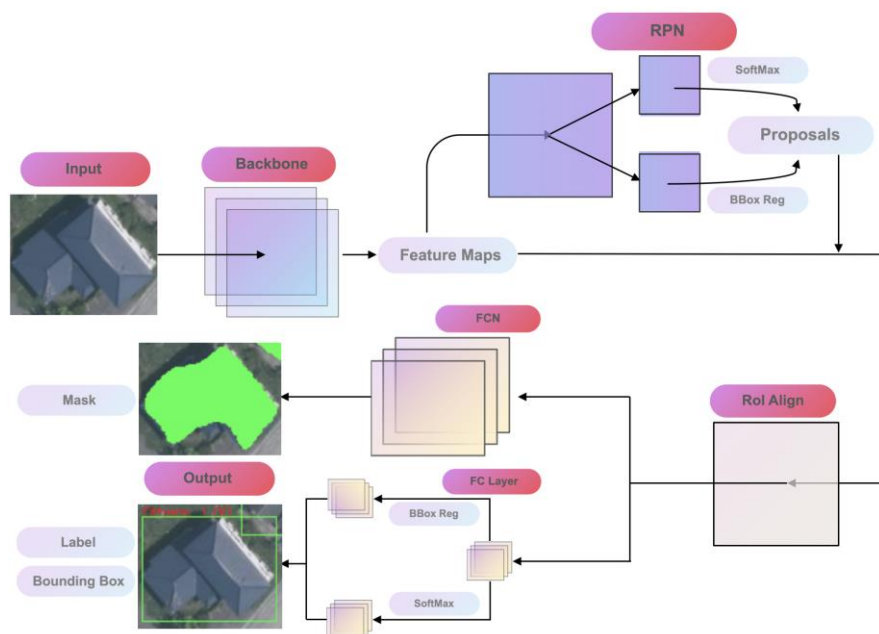 RPN
SoftMax
Proposals
BBox Reg
Input
Backbone
Feature Maps
FCN
Mask
RoI Align
Output
FC Layer
BBox Reg
Label
Bounding Box
SoftMax